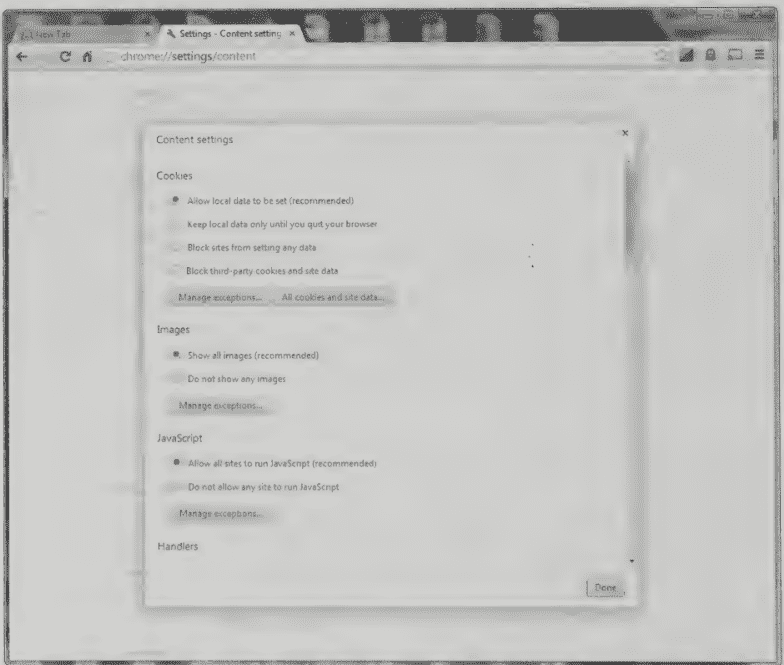 New Tab
Settings - Content setting
chrome://settings/content
Content settings
Cookies
Allow local data to be set (recommended)
Keep local data only until you quit your browser
Block sites from setting any data
Block third-party cookies and site data
Manage exceptions... All cookies and site data...
Images
Show all images (recommended)
Do not show any images
Manage exceptions...
JavaScript
Allow all sites to run JavaScript (recommended)
Do not allow any site to run JavaScript
Manage exceptions...
Handlers
Done